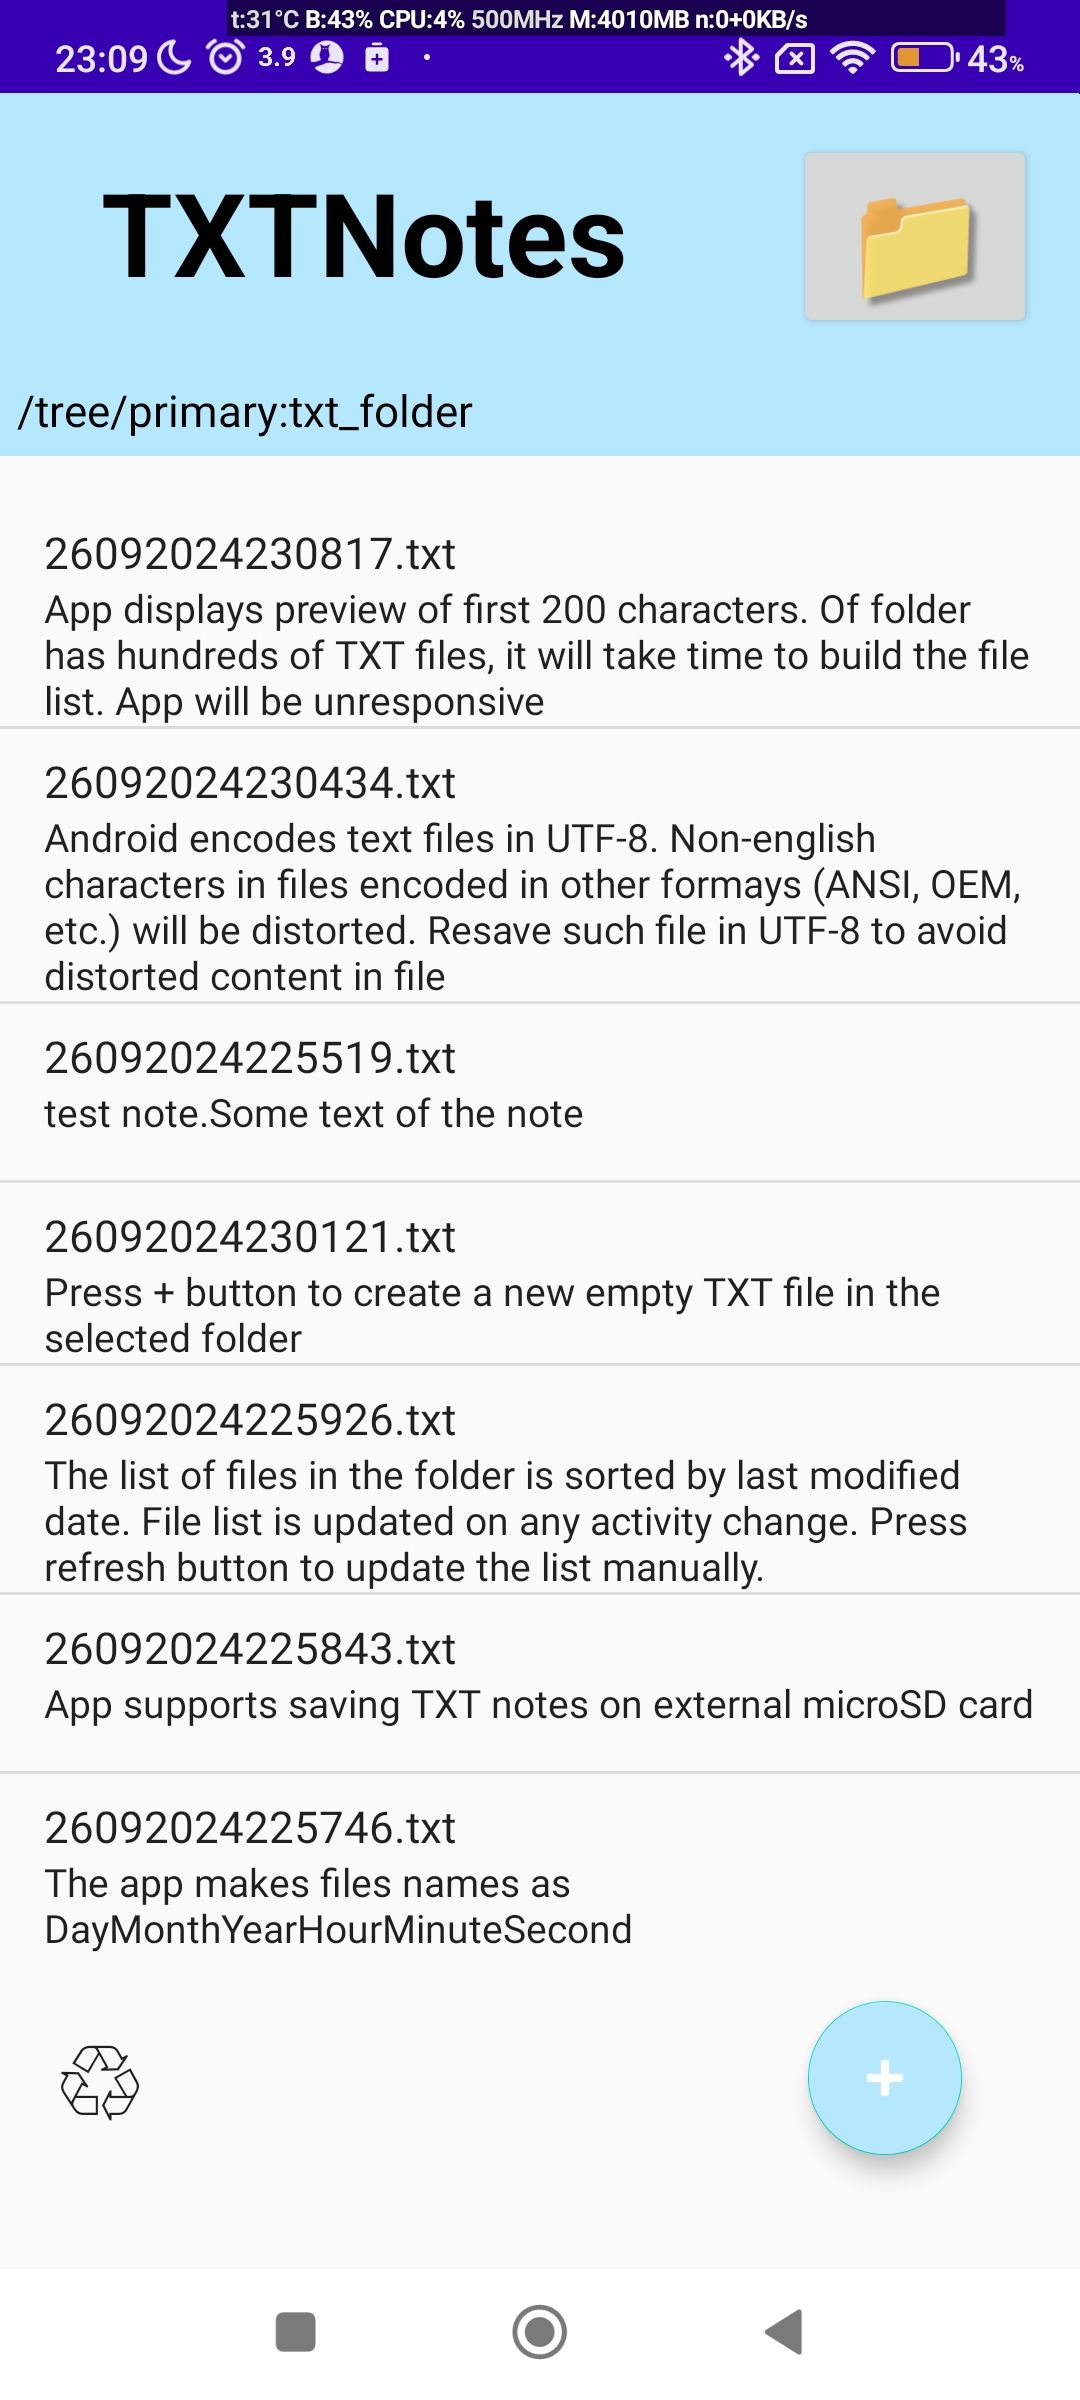 t:31°C B:43% CPU:4% 500MHz M:4010MB n:0+0KB/s
23:09 3.9 43%
TXTNotes
/tree/primary:txt_folder
26092024230817.txt
App displays preview of first 200 characters. Of folder
has hundreds of TXT files, it will take time to build the file
list. App will be unresponsive
26092024230434.txt
Android encodes text files in UTF-8. Non-english
characters in files encoded in other formays (ANSI, OEM,
etc.) will be distorted. Resave such file in UTF-8 to avoid
distorted content in file
26092024225519.txt
test note.Some text of the note
26092024230121.txt
Press + button to create a new empty TXT file in the
selected folder
26092024225926.txt
The list of files in the folder is sorted by last modified
date. File list is updated on any activity change. Press
refresh button to update the list manually.
26092024225843.txt
App supports saving TXT notes on external microSD card
26092024225746.txt
The app makes files names as
DayMonthYearHourMinuteSecond
+